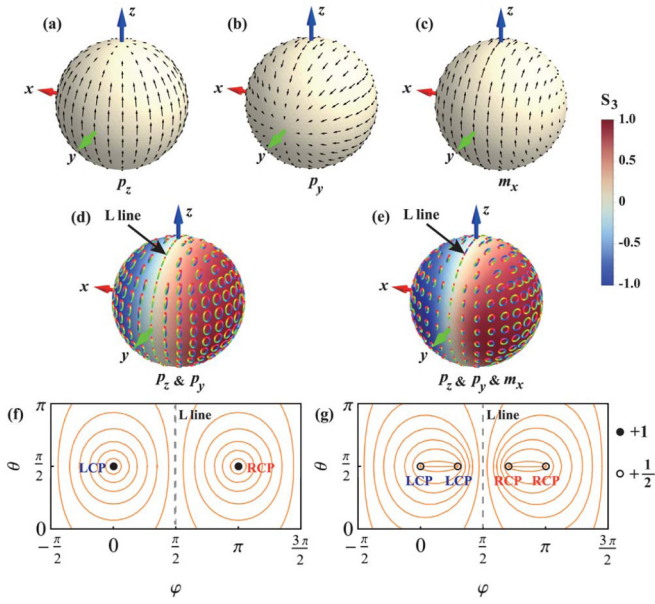 (a) z (b) z (c) z
x x x
y y y
p_z p_y m_x
S_3
1.0
0.5
0
-0.5
-1.0
(d) L line z (e) L line z
x x
y y
p_z & p_y p_z & p_y & m_x
(f) π L line (g) π L line
θ π/2 LCP RCP θ π/2 LCP LCP RCP RCP
0 0
-π/2 0 π/2 π 3π/2 -π/2 0 π/2 π 3π/2
φ φ
● +1
○ +1/2